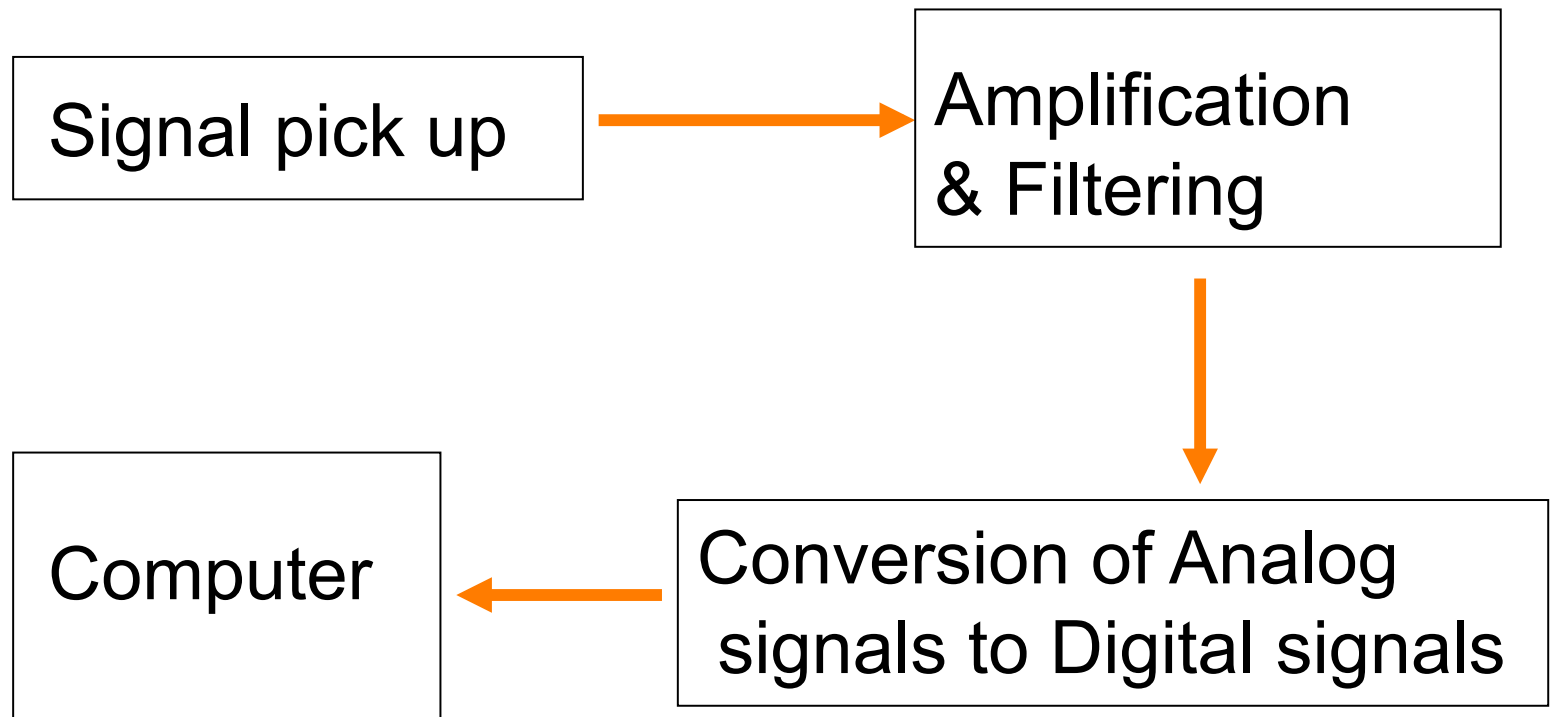 Signal pick up
Amplification
& Filtering
Conversion of Analog
signals to Digital signals
Computer